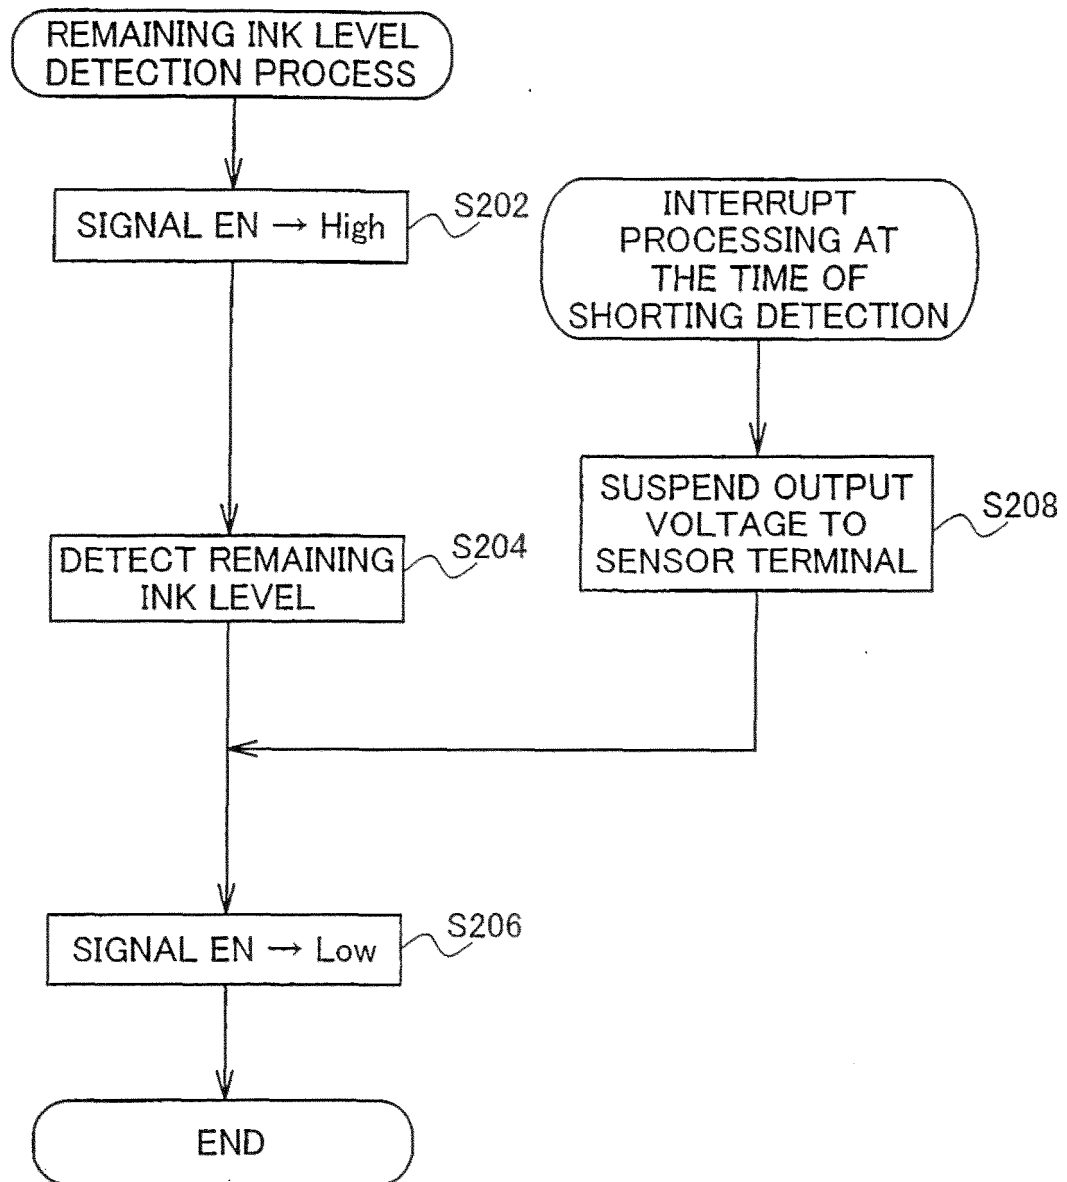 REMAINING INK LEVEL
DETECTION PROCESS
SIGNAL EN → High
S202
INTERRUPT
PROCESSING AT
THE TIME OF
SHORTING DETECTION
DETECT REMAINING
INK LEVEL
S204
SUSPEND OUTPUT
VOLTAGE TO
SENSOR TERMINAL
S208
SIGNAL EN → Low
S206
END